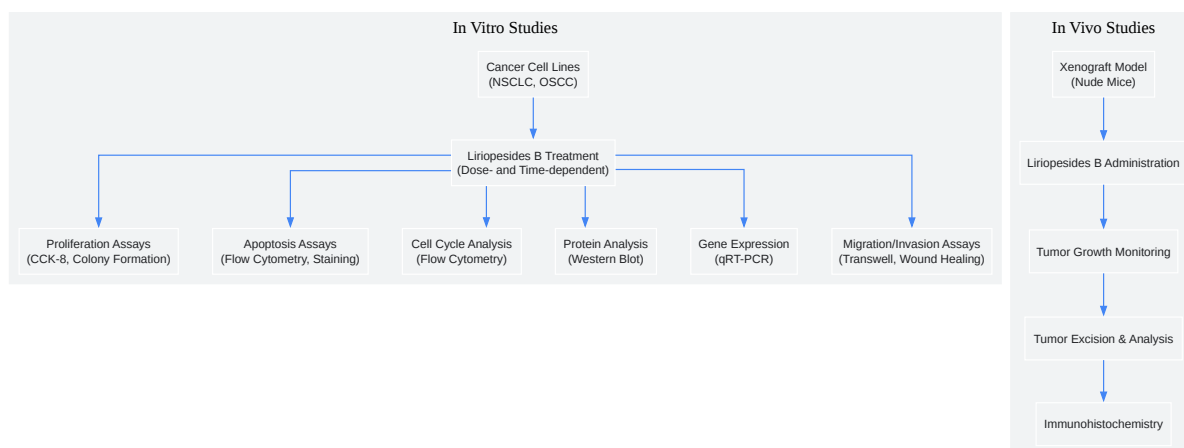 In Vitro Studies
Cancer Cell Lines
(NSCLC, OSCC)
Liriopesides B Treatment
(Dose- and Time-dependent)
Proliferation Assays
(CCK-8, Colony Formation)
Apoptosis Assays
(Flow Cytometry, Staining)
Cell Cycle Analysis
(Flow Cytometry)
Protein Analysis
(Western Blot)
Gene Expression
(qRT-PCR)
Migration/Invasion Assays
(Transwell, Wound Healing)
In Vivo Studies
Xenograft Model
(Nude Mice)
Liriopesides B Administration
Tumor Growth Monitoring
Tumor Excision & Analysis
Immunohistochemistry